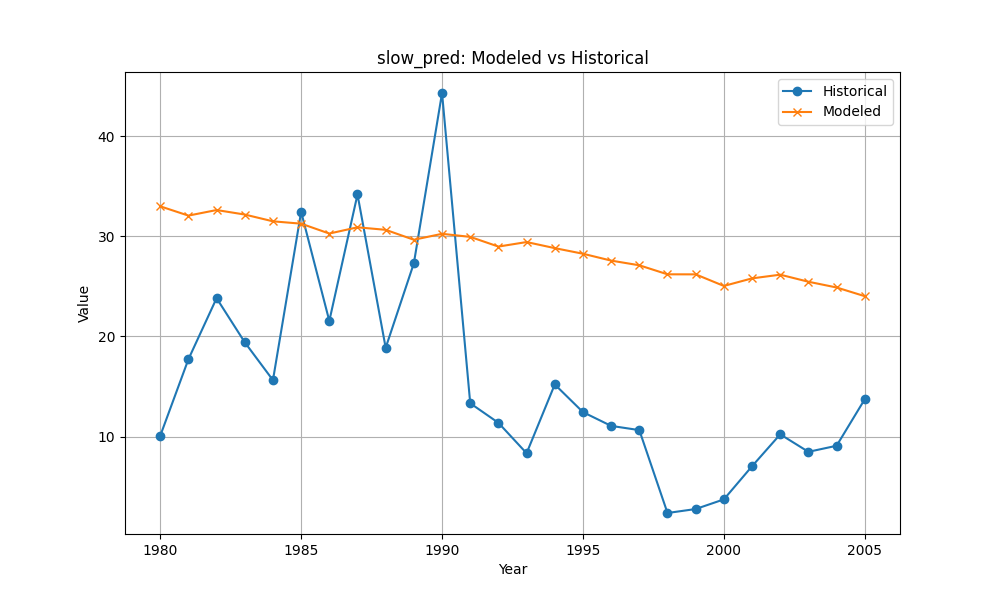 slow_pred: Modeled vs Historical
Historical
Modeled
Value
40
30
20
10
1980 1985 1990 1995 2000 2005
Year